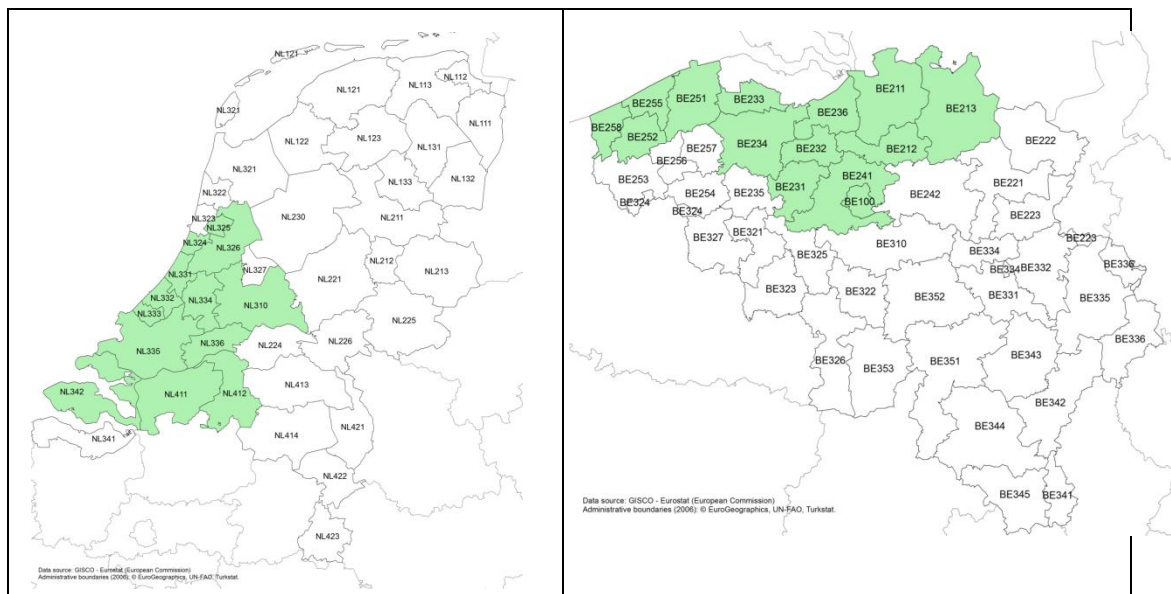 NL121
NL112
NL121
NL113
NL321
NL111
NL123
NL122
NL131
NL321
NL132
NL133
NL322
NL230
NL211
NL323
NL325
NL324
NL326
NL327
NL212
NL213
NL331
NL221
NL332
NL334
NL310
NL333
NL225
NL335
NL336
NL224
NL226
NL413
NL342
NL411
NL412
NL421
NL414
NL341
NL422
NL423
Data source: GISCO - Eurostat (European Commission)
Administrative boundaries (2006): © EuroGeographics, UN-FAO, Turkstat.
BE211
BE251
BE233
BE213
BE255
BE236
BE258
BE252
BE234
BE232
BE212
BE222
BE257
BE256
BE241
BE253
BE231
BE221
BE254
BE235
BE242
BE324
BE100
BE324
BE223
BE327
BE321
BE310
BE223
BE325
BE334
BE334
BE332
BE336
BE323
BE322
BE352
BE331
BE335
BE336
BE326
BE353
BE351
BE343
BE342
BE344
BE345
BE341
Data source: GISCO - Eurostat (European Commission)
Administrative boundaries (2006): © EuroGeographics, UN-FAO, Turkstat.